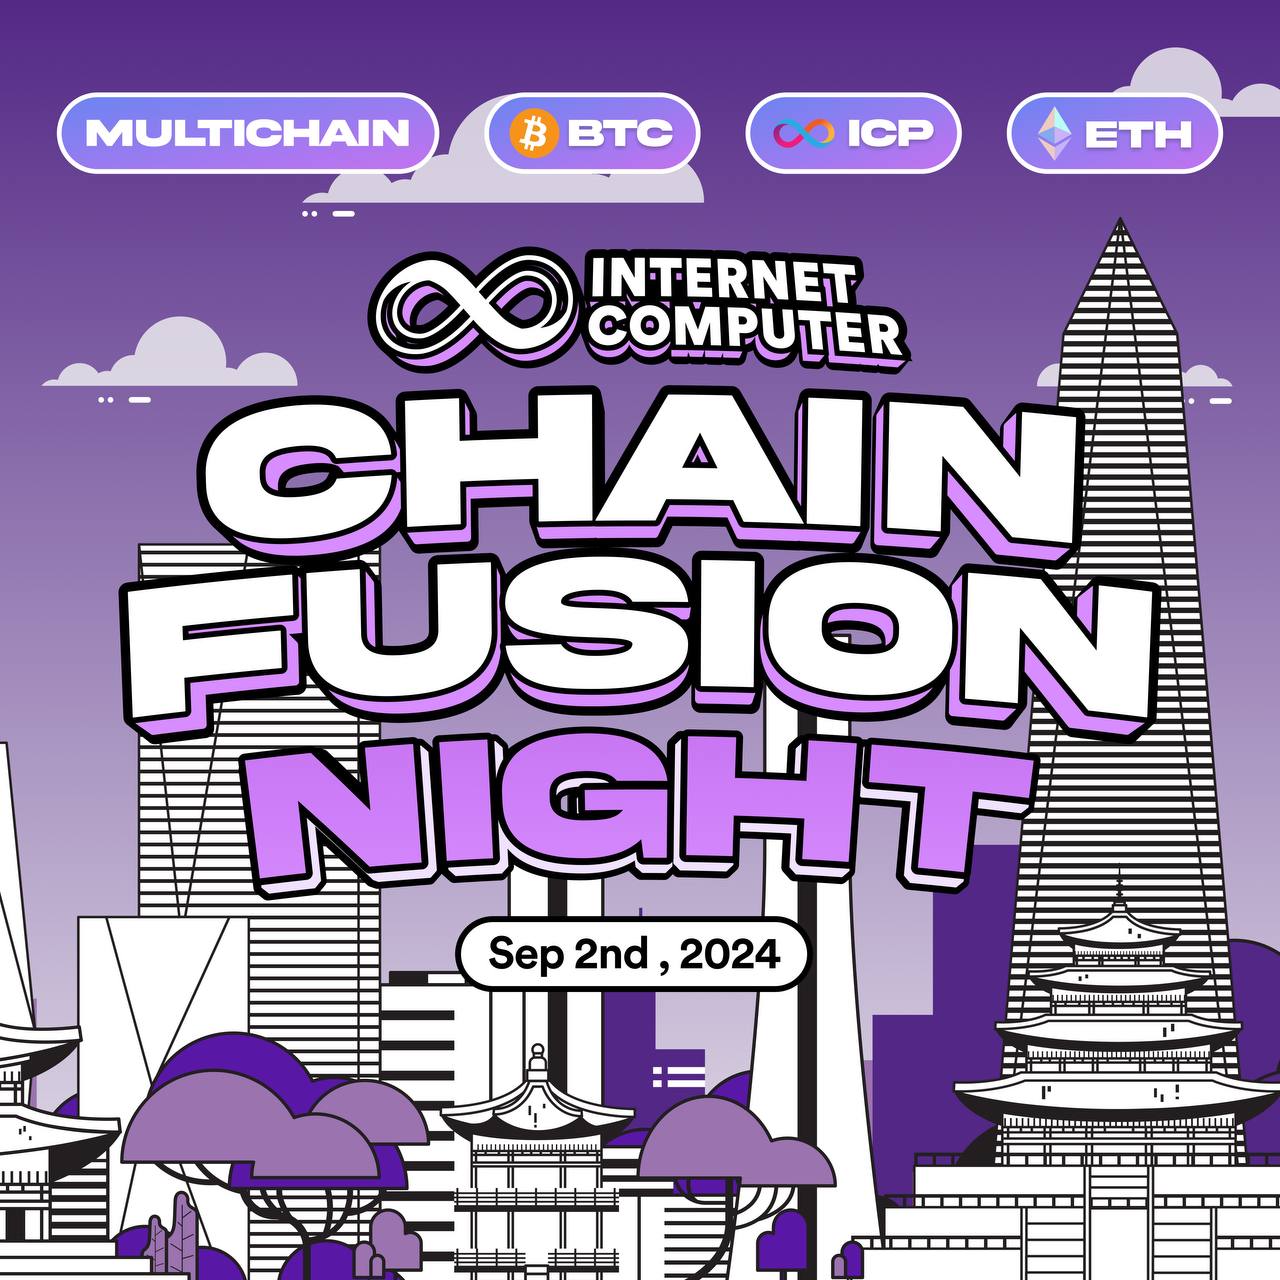 MULTICHAIN BTC ICP ETH
INTERNET
COMPUTER
CHAIN
FUSION
NIGHT
Sep 2nd , 2024